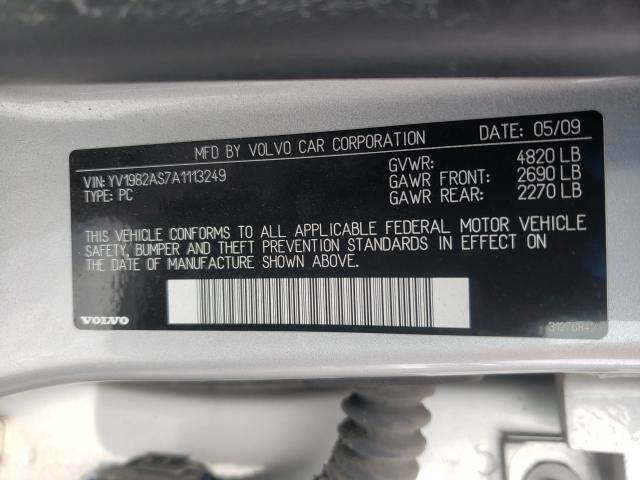 MFD BY VOLVO CAR CORPORATION DATE: 05/09
VIN: YV1982AS7A1113249
TYPE: PC
GVWR: 4820 LB
GAWR FRONT: 2690 LB
GAWR REAR: 2270 LB
THIS VEHICLE CONFORMS TO ALL APPLICABLE FEDERAL MOTOR VEHICLE
SAFETY, BUMPER AND THEFT PREVENTION STANDARDS IN EFFECT ON
THE DATE OF MANUFACTURE SHOWN ABOVE.
VOLVO